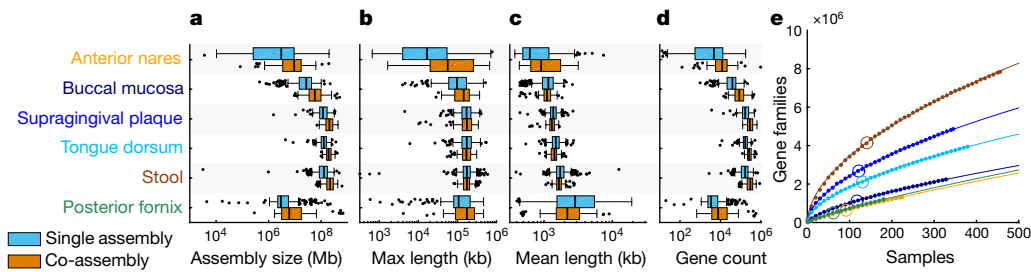 a b c d e
×10⁶
Anterior nares
Buccal mucosa
Supragingival plaque
Tongue dorsum
Stool
Posterior fornix
Single assembly
Co-assembly
10⁴ 10⁶ 10⁸
Assembly size (Mb)
10³ 10⁴ 10⁵ 10⁶
Max length (kb)
10³ 10⁴
Mean length (kb)
10² 10⁴ 10⁶
Gene count
Gene families
10
8
6
4
2
0
0 100 200 300 400 500
Samples